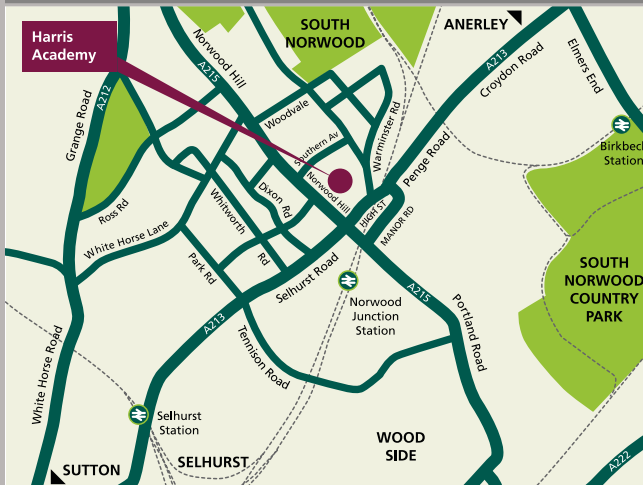 Harris
Academy
SOUTH
NORWOOD
ANERLEY
Norwood Hill
A215
A213
Croydon Road
Elmers End
Grange Road
A212
Woodvale
Southern Av
Warminster Rd
Penge Road
Birkbeck
Station
Norwood Hill
HIGH ST
MANOR RD
Ross Rd
Dixon Rd
Whitworth
Rd
White Horse Lane
Park Rd
Selhurst Road
SOUTH
NORWOOD
COUNTRY
PARK
Norwood
Junction
Station
A215
Portland Road
A213
Tennison Road
White Horse Road
Selhurst
Station
WOOD
SIDE
SUTTON
SELHURST
A222